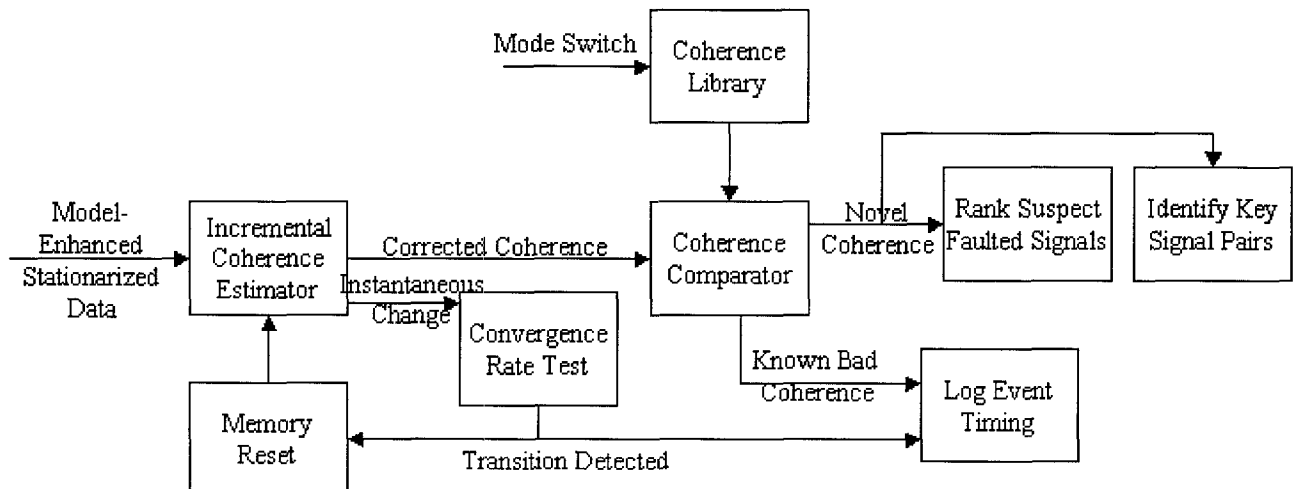 Mode Switch
Coherence
Library
Model-
Enhanced
Stationarized
Data
Incremental
Coherence
Estimator
Corrected Coherence
Instantaneous
Change
Coherence
Comparator
Novel
Coherence
Rank Suspect
Faulted Signals
Identify Key
Signal Pairs
Convergence
Rate Test
Known Bad
Coherence
Log Event
Timing
Memory
Reset
Transition Detected